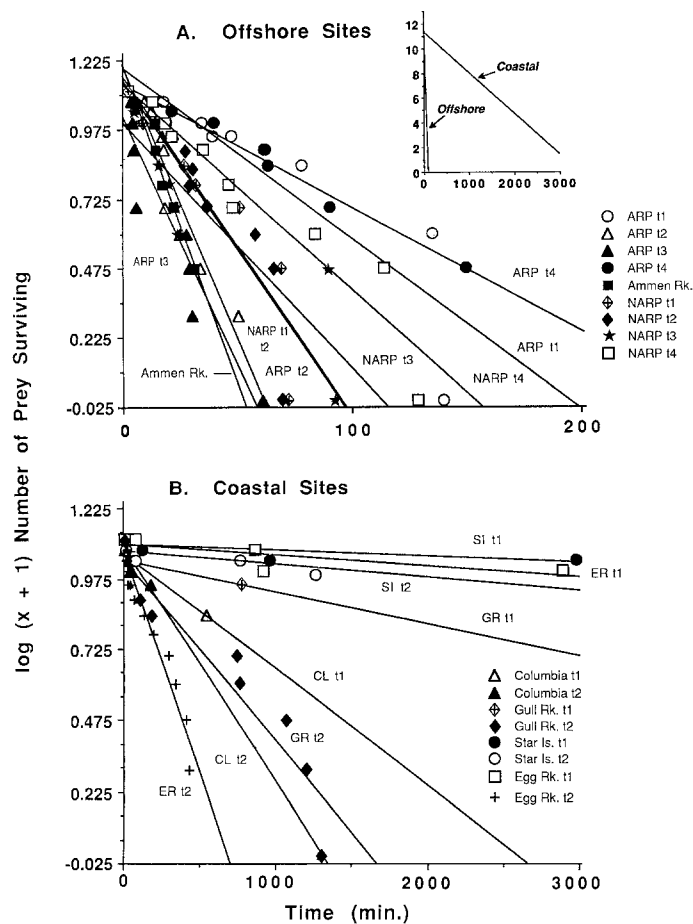 A. Offshore Sites
12
10
8
6
4
2
0
Coastal
Offshore
0 1000 2000 3000
1.225
0.975
0.725
0.475
0.225
-0.025
ARP t3
Ammen Rk.
NARP t1
t2
ARP t2
NARP t3
NARP t4
ARP t1
ARP t4
0 100 200
ARP t1
ARP t2
ARP t3
ARP t4
Ammen Rk.
NARP t1
NARP t2
NARP t3
NARP t4
log (x + 1) Number of Prey Surviving
B. Coastal Sites
1.225
0.975
0.725
0.475
0.225
-0.025
SI t1
ER t1
SI t2
GR t1
CL t1
GR t2
CL t2
ER t2
Columbia t1
Columbia t2
Gull Rk. t1
Gull Rk. t2
Star Is. t1
Star Is. t2
Egg Rk. t1
Egg Rk. t2
0 1000 2000 3000
Time (min.)